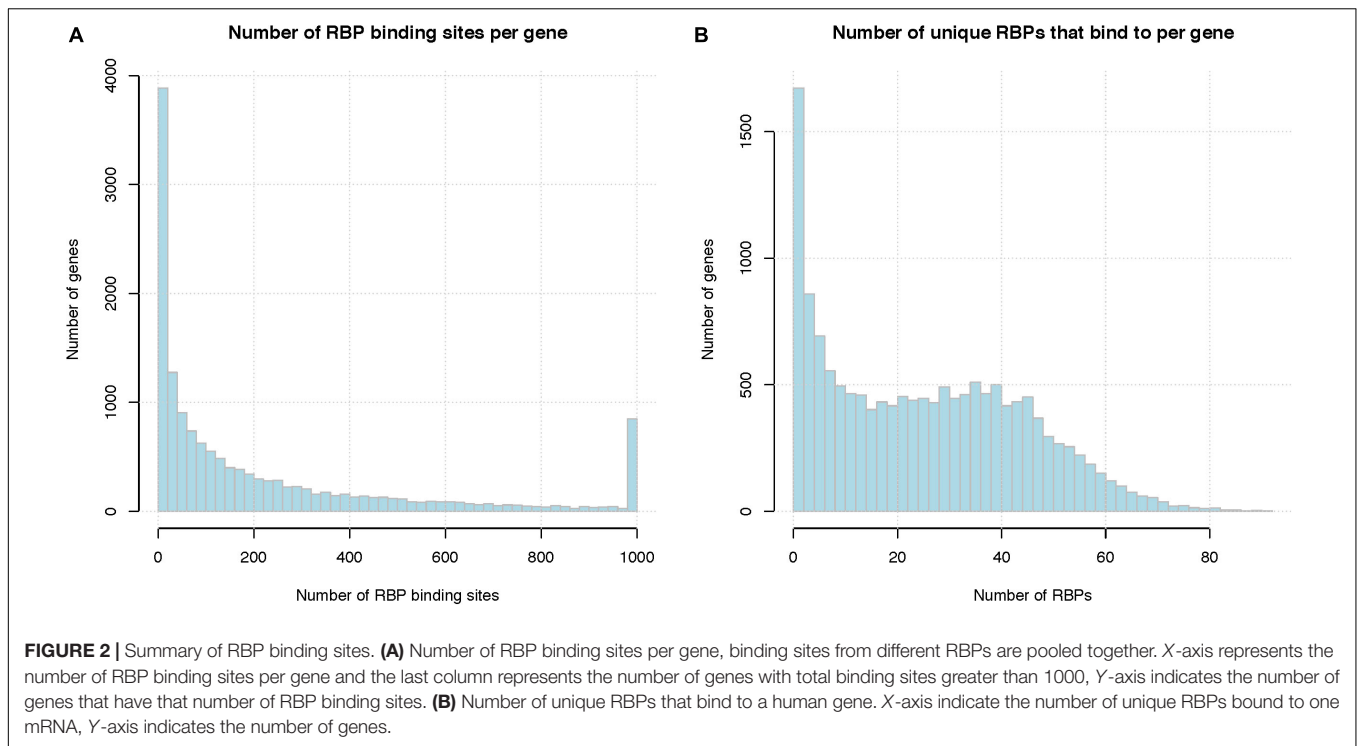 A
Number of RBP binding sites per gene
Number of genes
4000
3000
2000
1000
0
0 200 400 600 800 1000
Number of RBP binding sites
B
Number of unique RBPs that bind to per gene
Number of genes
1500
1000
500
0
0 20 40 60 80
Number of RBPs
FIGURE 2 | Summary of RBP binding sites. (A) Number of RBP binding sites per gene, binding sites from different RBPs are pooled together. X-axis represents the
number of RBP binding sites per gene and the last column represents the number of genes with total binding sites greater than 1000, Y-axis indicates the number of
genes that have that number of RBP binding sites. (B) Number of unique RBPs that bind to a human gene. X-axis indicate the number of unique RBPs bound to one
mRNA, Y-axis indicates the number of genes.